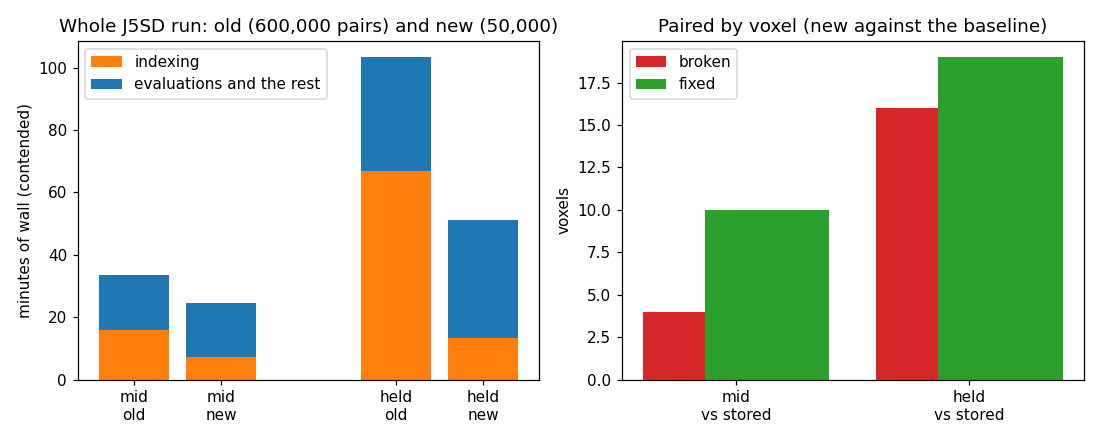 Whole J5SD run: old (600,000 pairs) and new (50,000)
minutes of wall (contended)
100
80
60
40
20
0
indexing
evaluations and the rest
mid
old
mid
new
held
old
held
new
Paired by voxel (new against the baseline)
voxels
17.5
15.0
12.5
10.0
7.5
5.0
2.5
0.0
broken
fixed
mid
vs stored
held
vs stored